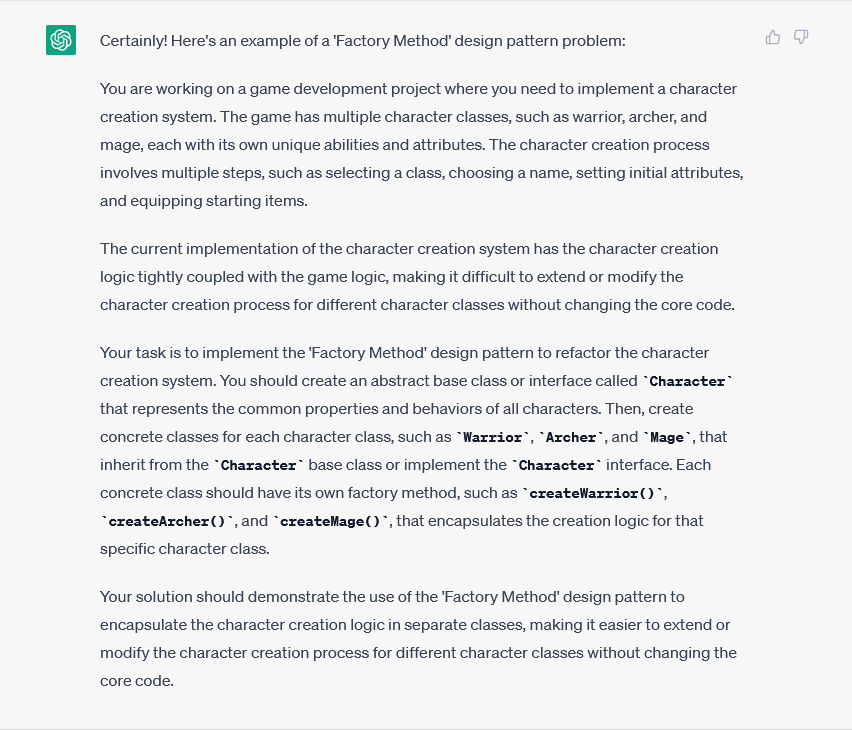 Certainly! Here's an example of a 'Factory Method' design pattern problem:
You are working on a game development project where you need to implement a character
creation system. The game has multiple character classes, such as warrior, archer, and
mage, each with its own unique abilities and attributes. The character creation process
involves multiple steps, such as selecting a class, choosing a name, setting initial attributes,
and equipping starting items.
The current implementation of the character creation system has the character creation
logic tightly coupled with the game logic, making it difficult to extend or modify the
character creation process for different character classes without changing the core code.
Your task is to implement the 'Factory Method' design pattern to refactor the character
creation system. You should create an abstract base class or interface called `Character`
that represents the common properties and behaviors of all characters. Then, create
concrete classes for each character class, such as `Warrior`, `Archer`, and `Mage`, that
inherit from the `Character` base class or implement the `Character` interface. Each
concrete class should have its own factory method, such as `createWarrior()`,
`createArcher()`, and `createMage()`, that encapsulates the creation logic for that
specific character class.
Your solution should demonstrate the use of the 'Factory Method' design pattern to
encapsulate the character creation logic in separate classes, making it easier to extend or
modify the character creation process for different character classes without changing the
core code.